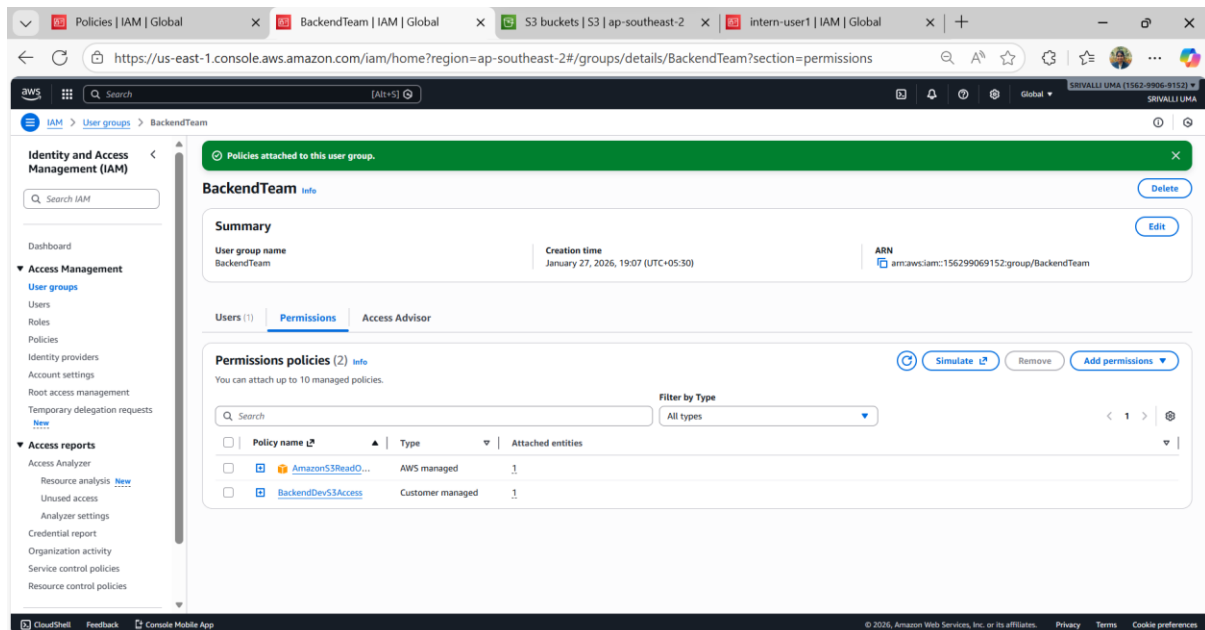 Policies | IAM | Global
BackendTeam | IAM | Global
S3 buckets | S3 | ap-southeast-2
intern-user1 | IAM | Global
https://us-east-1.console.aws.amazon.com/iam/home?region=ap-southeast-2#/groups/details/BackendTeam?section=permissions
aws
Search
[Alt+S]
Global
SRIVALLI UMA (1562-9906-9152)
SRIVALLI UMA
IAM > User groups > BackendTeam
Identity and Access Management (IAM)
Search IAM
Dashboard
Access Management
User groups
Users
Roles
Policies
Identity providers
Account settings
Root access management
Temporary delegation requests
New
Access reports
Access Analyzer
Resource analysis New
Unused access
Analyzer settings
Credential report
Organization activity
Service control policies
Resource control policies
Policies attached to this user group.
BackendTeam Info
Delete
Summary
Edit
User group name
BackendTeam
Creation time
January 27, 2026, 19:07 (UTC+05:30)
ARN
arn:aws:iam::156299069152:group/BackendTeam
Users (1)
Permissions
Access Advisor
Permissions policies (2) Info
Simulate
Remove
Add permissions
You can attach up to 10 managed policies.
Filter by Type
Search
All types
1
Policy name
Type
Attached entities
AmazonS3ReadO... AWS managed 1
BackendDevS3Access Customer managed 1
CloudShell Feedback Console Mobile App
© 2026, Amazon Web Services, Inc. or its affiliates. Privacy Terms Cookie preferences